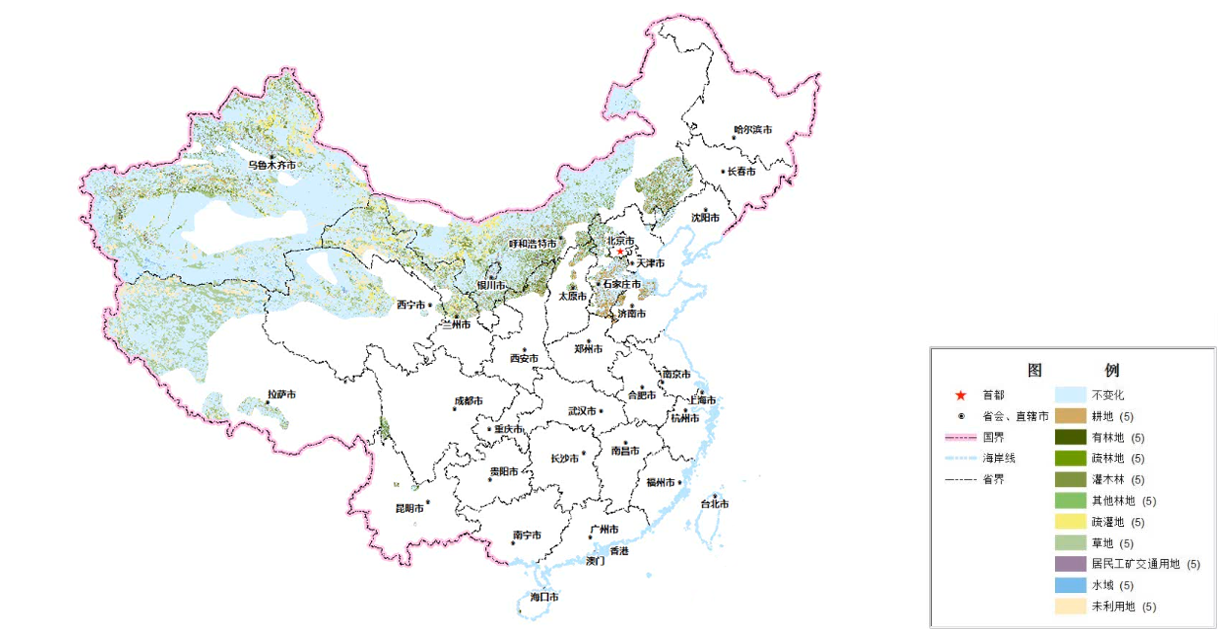 哈尔滨市
乌鲁木齐市
长春市
沈阳市
呼和浩特市
北京市
天津市
银川市
石家庄市
太原市
西宁市
济南市
兰州市
郑州市
西安市
南京市
拉萨市
合肥市
上海市
成都市
武汉市
杭州市
重庆市
南昌市
长沙市
贵阳市
福州市
台北市
昆明市
广州市
南宁市
香港
澳门
海口市
图 例
首都
不变化
省会、直辖市
耕地 (5)
国界
有林地 (5)
海岸线
疏林地 (5)
省界
灌木林 (5)
其他林地 (5)
疏灌地 (5)
草地 (5)
居民工矿交通用地 (5)
水域 (5)
未利用地 (5)